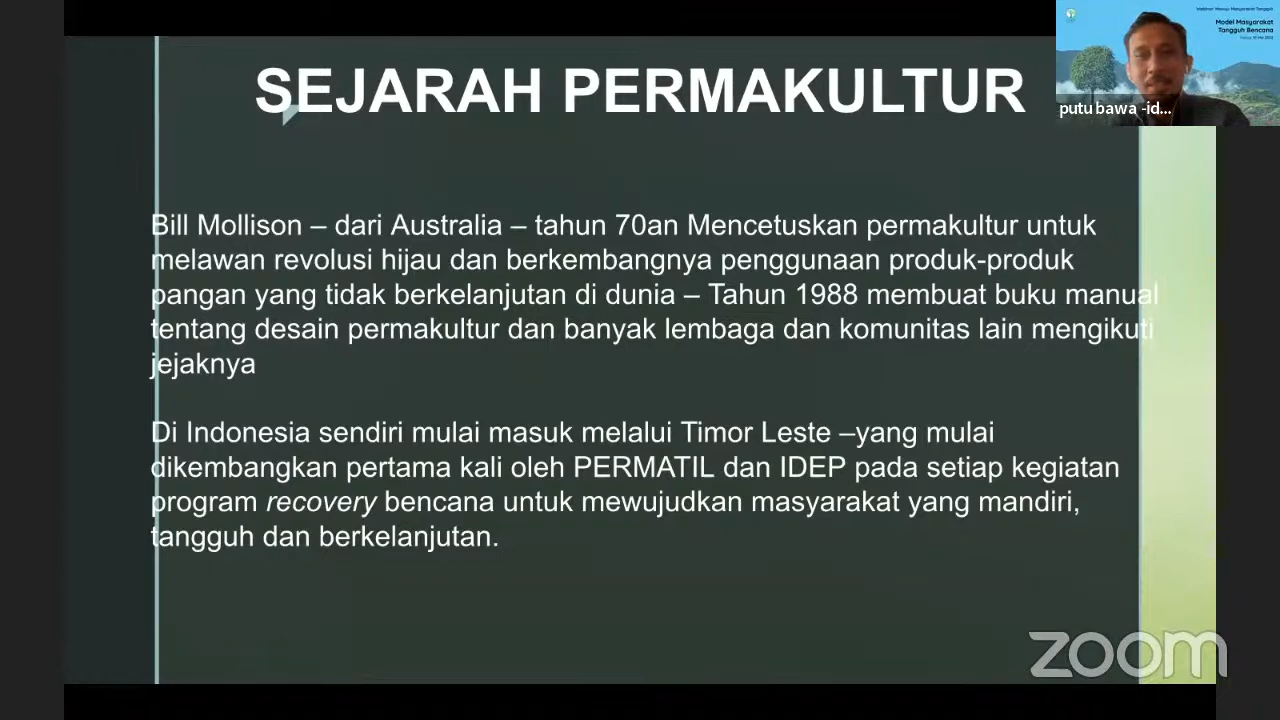 SEJARAH PERMAKULTUR
Bill Mollison – dari Australia – tahun 70an Mencetuskan permakultur untuk
melawan revolusi hijau dan berkembangnya penggunaan produk-produk
pangan yang tidak berkelanjutan di dunia – Tahun 1988 membuat buku manual
tentang desain permakultur dan banyak lembaga dan komunitas lain mengikuti
jejaknya
Di Indonesia sendiri mulai masuk melalui Timor Leste –yang mulai
dikembangkan pertama kali oleh PERMATIL dan IDEP pada setiap kegiatan
program recovery bencana untuk mewujudkan masyarakat yang mandiri,
tangguh dan berkelanjutan.
Model Masyarakat
Tangguh Bencana
putu bawa -id...
zoom